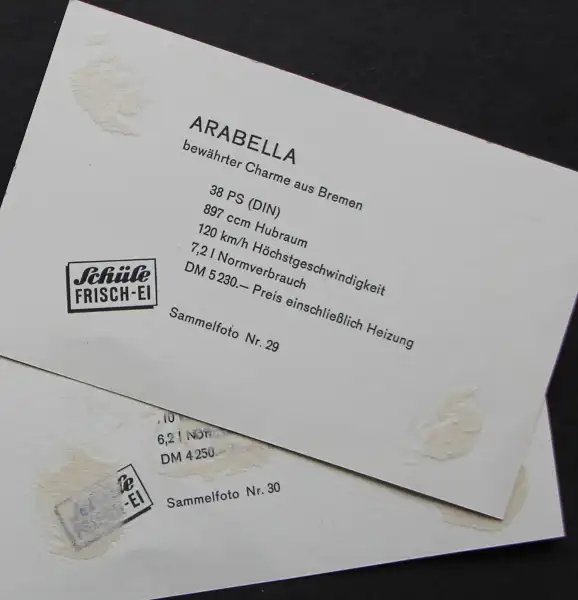 ARABELLA
bewährter Charme aus Bremen
38 PS (DIN)
897 ccm Hubraum
120 km/h Höchstgeschwindigkeit
7,2 l Normverbrauch
DM 5 230.— Preis einschließlich Heizung
Schüle
FRISCH-EI
Sammelfoto Nr. 29
6,2 l
DM 4 250.
Sammelfoto Nr. 30